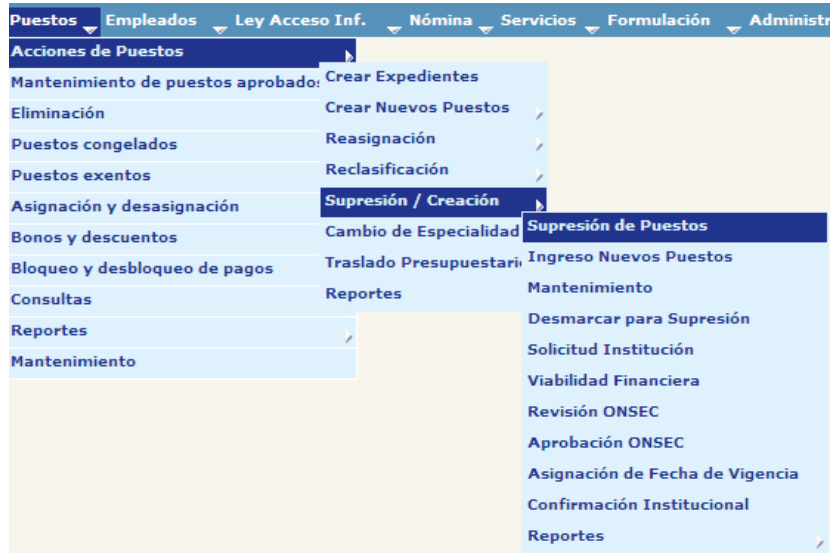 Puestos Empleados Ley Acceso Inf. Nómina Servicios Formulación Administr
Acciones de Puestos
Mantenimiento de puestos aprobados
Eliminación
Puestos congelados
Puestos exentos
Asignación y desasignación
Bonos y descuentos
Bloqueo y desbloqueo de pagos
Consultas
Reportes
Mantenimiento
Crear Expedientes
Crear Nuevos Puestos
Reasignación
Reclasificación
Supresión / Creación
Cambio de Especialidad
Traslado Presupuestari
Reportes
Supresión de Puestos
Ingreso Nuevos Puestos
Mantenimiento
Desmarcar para Supresión
Solicitud Institución
Viabilidad Financiera
Revisión ONSEC
Aprobación ONSEC
Asignación de Fecha de Vigencia
Confirmación Institucional
Reportes